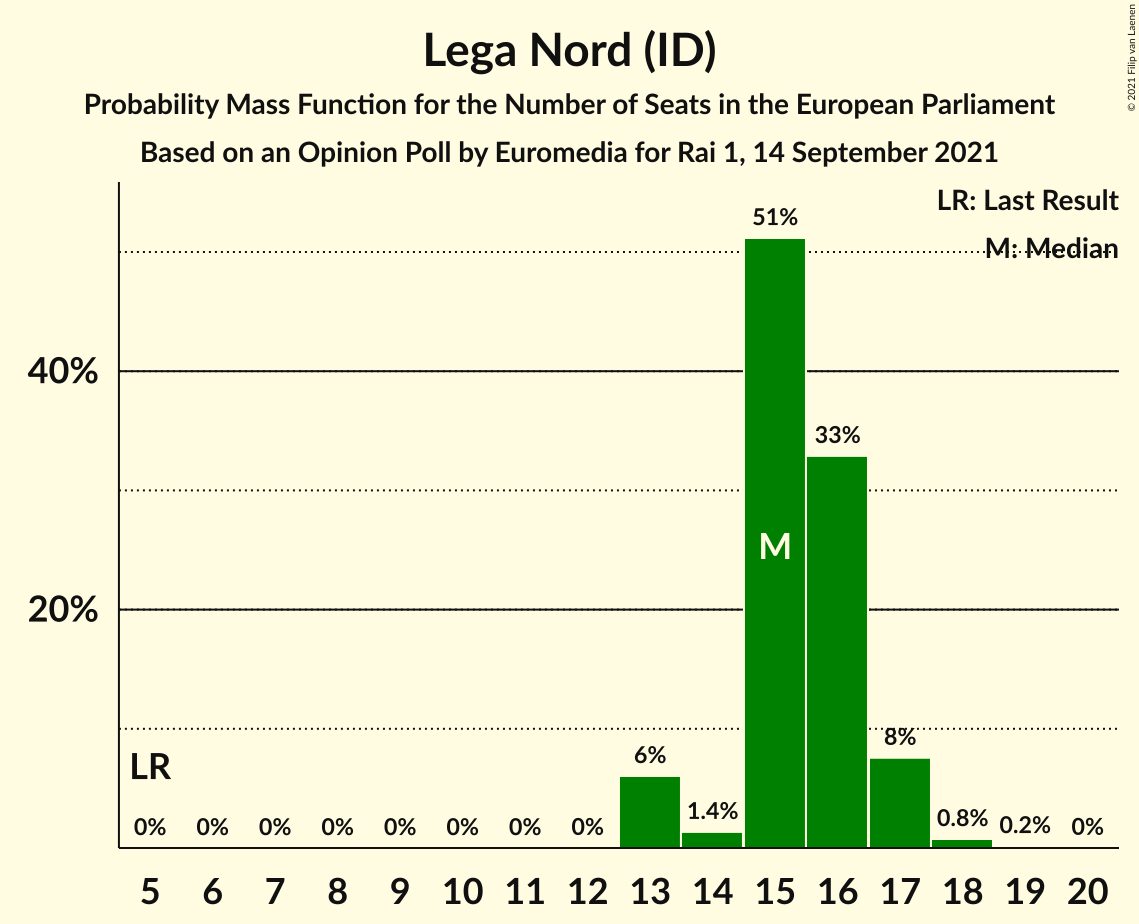 Lega Nord (ID)
Probability Mass Function for the Number of Seats in the European Parliament
Based on an Opinion Poll by Euromedia for Rai 1, 14 September 2021
© 2021 Filip van Laenen
LR: Last Result
M: Median
51%
40%
33%
M
20%
8%
6%
LR
1.4%
0.8%
0.2%
0% 0% 0% 0% 0% 0% 0% 0% 0%
5 6 7 8 9 10 11 12 13 14 15 16 17 18 19 20